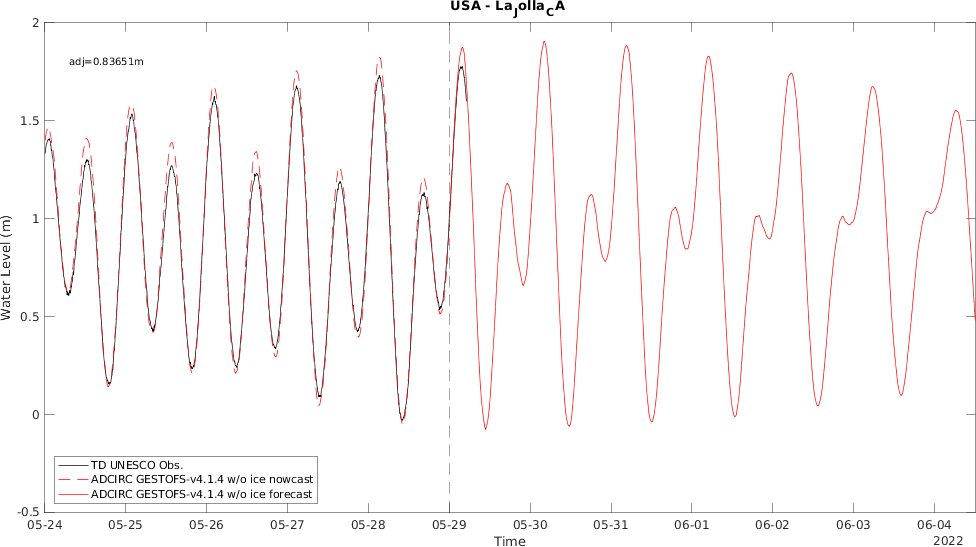 USA - LaJollaCA
adj=0.83651m
Water Level (m)
2
1.5
1
0.5
0
-0.5
TD UNESCO Obs.
ADCIRC GESTOFS-v4.1.4 w/o ice nowcast
ADCIRC GESTOFS-v4.1.4 w/o ice forecast
05-24 05-25 05-26 05-27 05-28 05-29 05-30 05-31 06-01 06-02 06-03 06-04
Time
2022